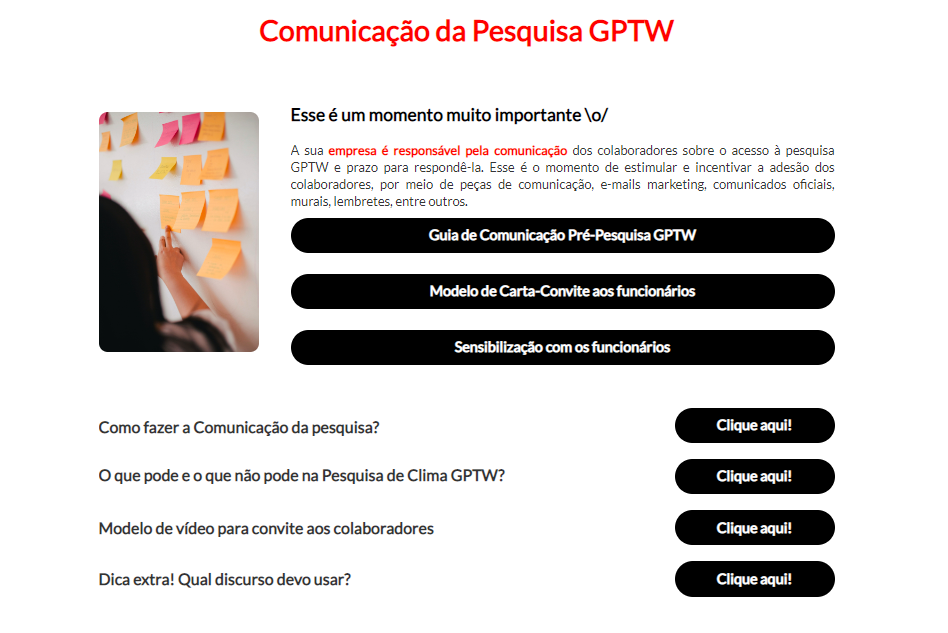 Comunicação da Pesquisa GPTW
Esse é um momento muito importante \o/
A sua empresa é responsável pela comunicação dos colaboradores sobre o acesso à pesquisa
GPTW e prazo para respondê-la. Esse é o momento de estimular e incentivar a adesão dos
colaboradores, por meio de peças de comunicação, e-mails marketing, comunicados oficiais,
murais, lembretes, entre outros.
Guia de Comunicação Pré-Pesquisa GPTW
Modelo de Carta-Convite aos funcionários
Sensibilização com os funcionários
Como fazer a Comunicação da pesquisa?
Clique aqui!
O que pode e o que não pode na Pesquisa de Clima GPTW?
Clique aqui!
Modelo de vídeo para convite aos colaboradores
Clique aqui!
Dica extra! Qual discurso devo usar?
Clique aqui!